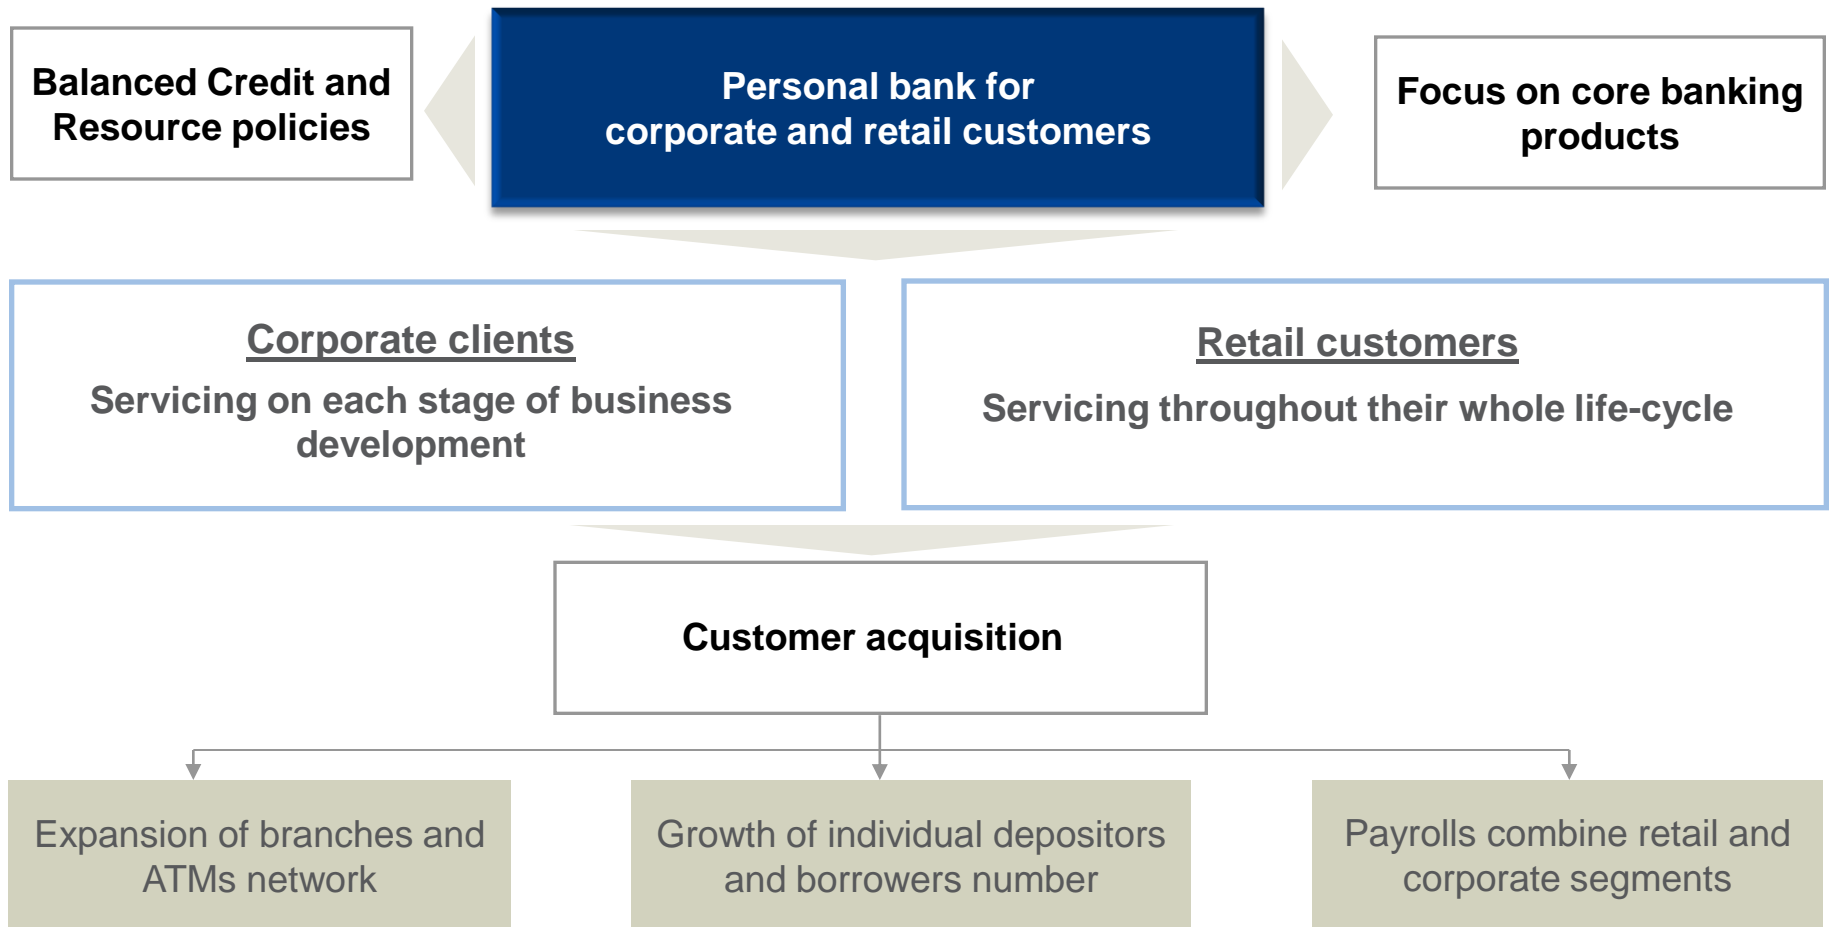 Balanced Credit and
Resource policies
Personal bank for
corporate and retail customers
Focus on core banking
products
Corporate clients
Servicing on each stage of business
development
Retail customers
Servicing throughout their whole life-cycle
Customer acquisition
Expansion of branches and
ATMs network
Growth of individual depositors
and borrowers number
Payrolls combine retail and
corporate segments